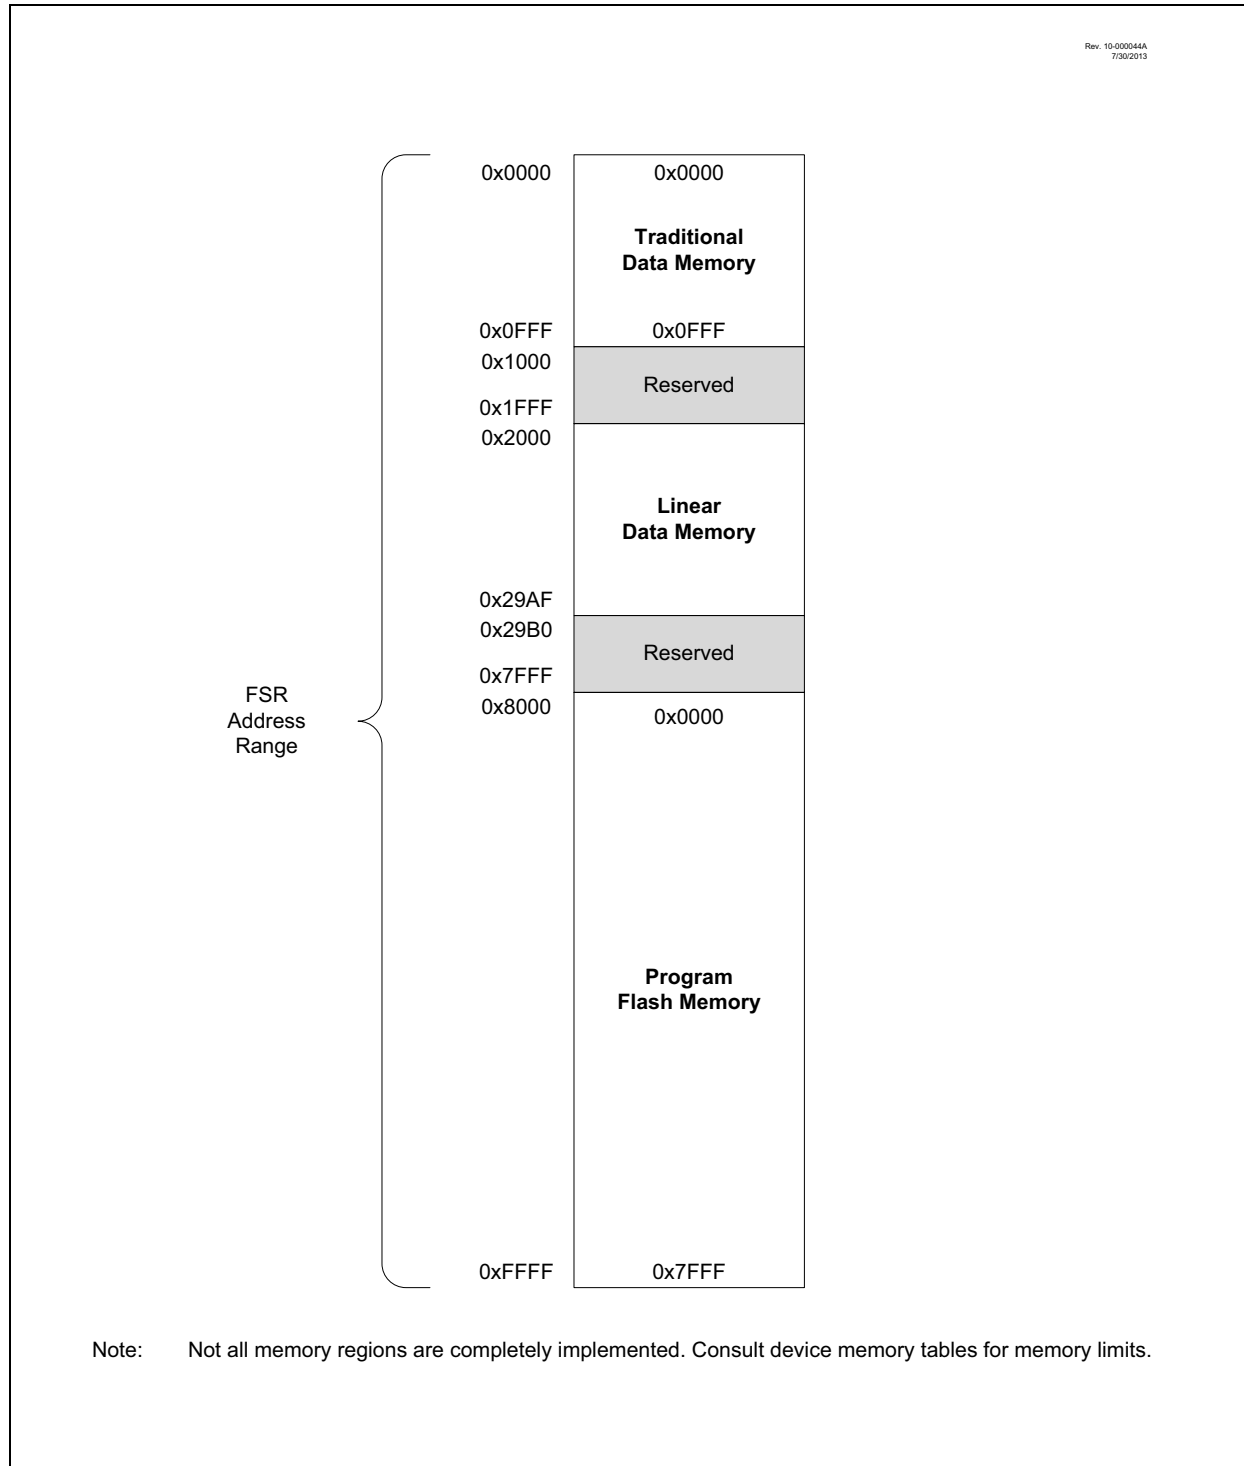 Rev. 10-000044A
7/30/2013
0x0000
0x0000
Traditional
Data Memory
0x0FFF
0x0FFF
0x1000
Reserved
0x1FFF
0x2000
Linear
Data Memory
0x29AF
0x29B0
Reserved
0x7FFF
0x8000
0x0000
FSR
Address
Range
Program
Flash Memory
0xFFFF
0x7FFF
Note: Not all memory regions are completely implemented. Consult device memory tables for memory limits.